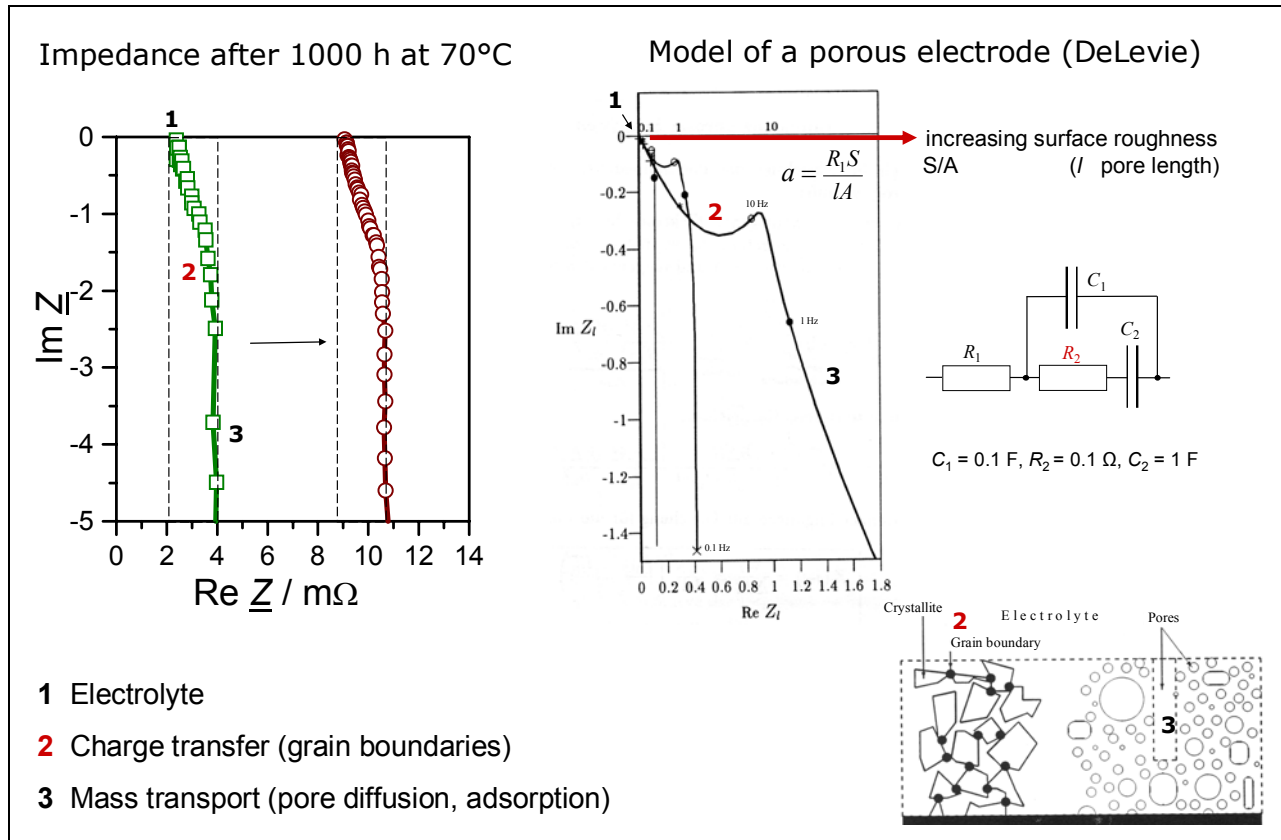 Impedance after 1000 h at 70°C
1
0
-1
-2
-3
-4
-5
2
3
0 2 4 6 8 10 12 14
Im Z
Re Z / mΩ
Model of a porous electrode (DeLevie)
1
0.1 1 10
0
-0.2
-0.4
-0.6
-0.8
-1
-1.2
-1.4
Im Zl
a = R1S / lA
2
10 Hz
1 Hz
3
0.1 Hz
0 0.2 0.4 0.6 0.8 1 1.2 1.4 1.6 1.8
Re Zl
increasing surface roughness
S/A (l pore length)
C1
C2
R1
R2
C1 = 0.1 F, R2 = 0.1 Ω, C2 = 1 F
Crystallite
2
Electrolyte
Pores
Grain boundary
3
1 Electrolyte
2 Charge transfer (grain boundaries)
3 Mass transport (pore diffusion, adsorption)